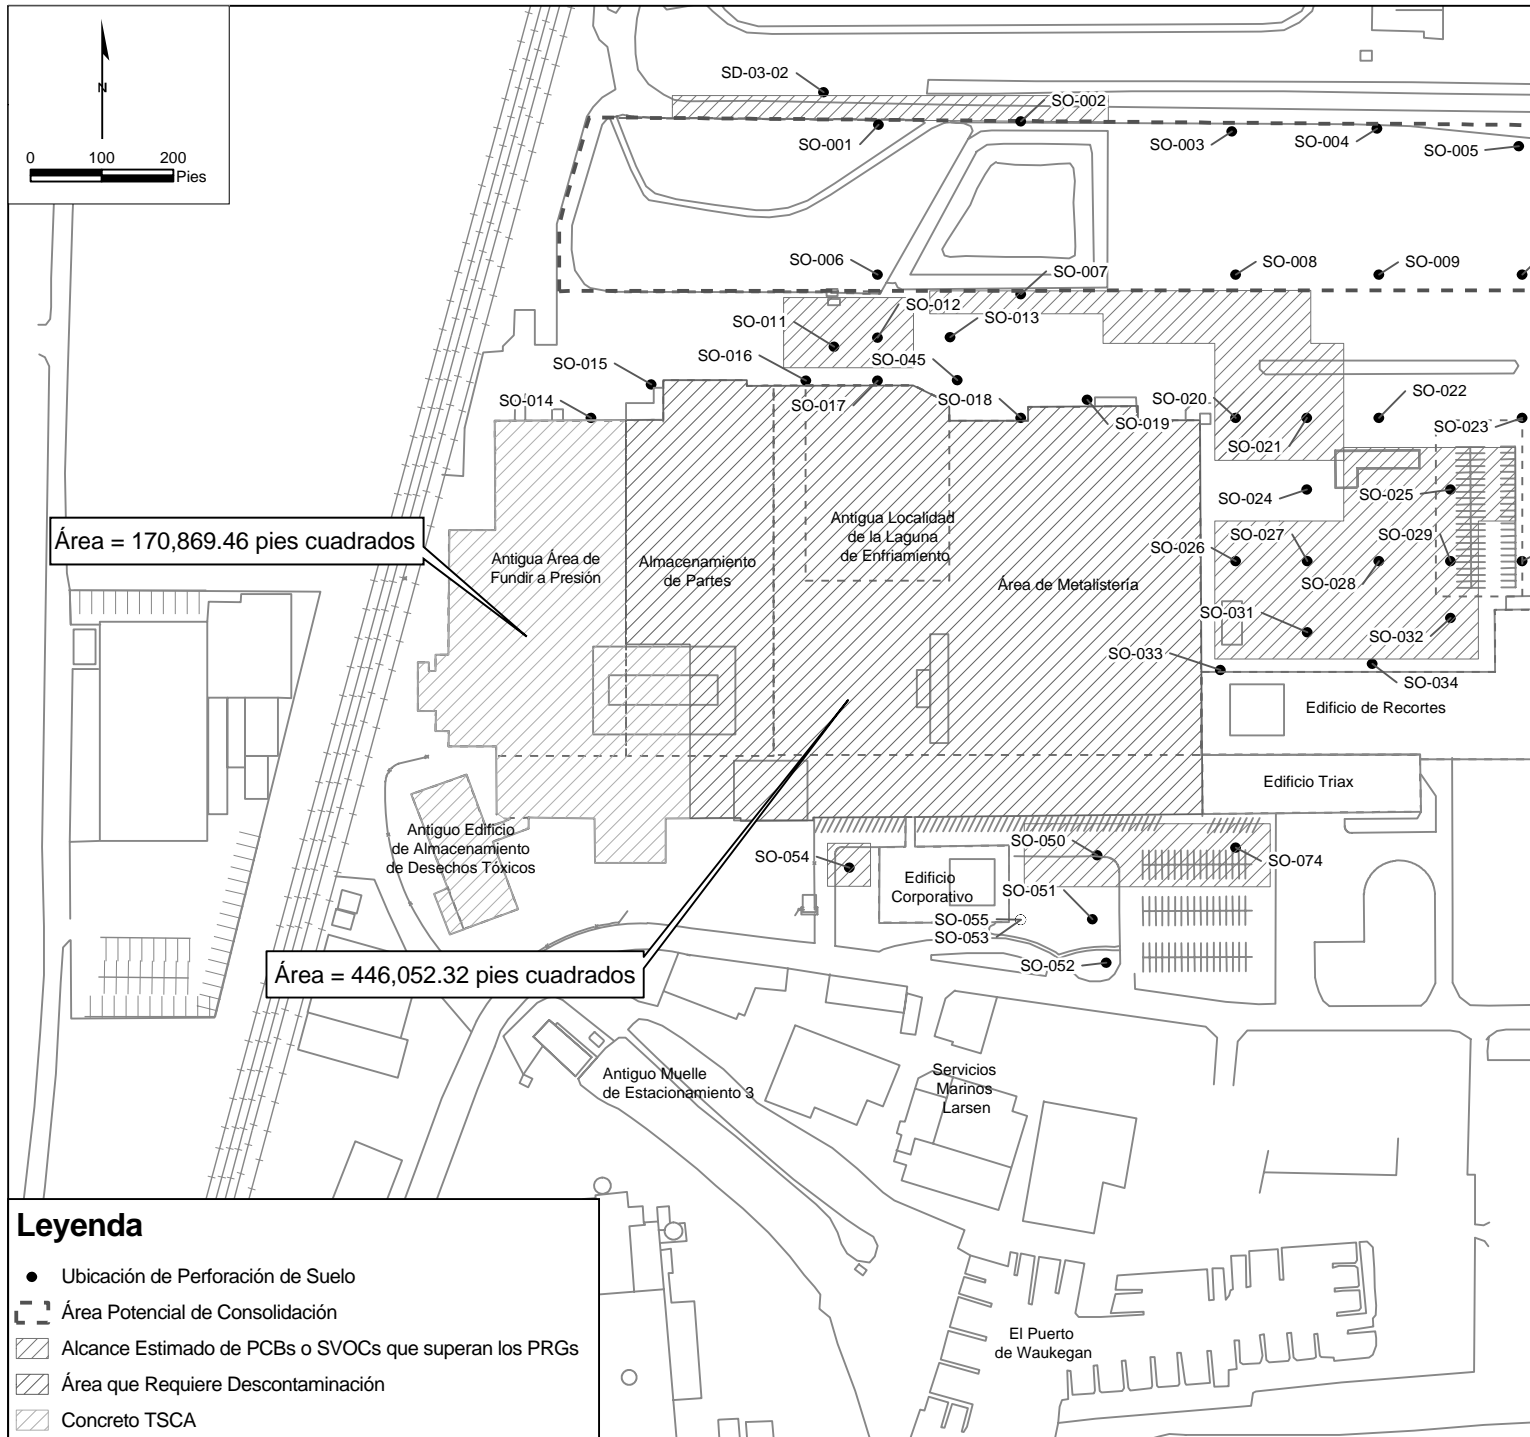 N
0 100 200
Pies
SD-03-02
SO-002
SO-001
SO-003
SO-004
SO-005
SO-006
SO-007
SO-008
SO-009
SO-012
SO-011
SO-013
SO-015
SO-016
SO-045
SO-014
SO-017
SO-018
SO-019
SO-020
SO-021
SO-022
SO-023
SO-024
SO-025
Área = 170,869.46 pies cuadrados
Antigua Área de
Fundir a Presión
Almacenamiento
de Partes
Antigua Localidad
de la Laguna
de Enfriamiento
Área de Metalistería
SO-026
SO-027
SO-028
SO-029
SO-031
SO-032
SO-033
SO-034
Edificio de Recortes
Edificio Triax
Antiguo Edificio
de Almacenamiento
de Desechos Tóxicos
SO-054
SO-050
SO-074
Edificio
Corporativo
SO-051
SO-055
SO-053
SO-052
Área = 446,052.32 pies cuadrados
Antiguo Muelle
de Estacionamiento 3
Servicios
Marinos
Larsen
El Puerto
de Waukegan
Leyenda
Ubicación de Perforación de Suelo
Área Potencial de Consolidación
Alcance Estimado de PCBs o SVOCs que superan los PRGs
Área que Requiere Descontaminación
Concreto TSCA